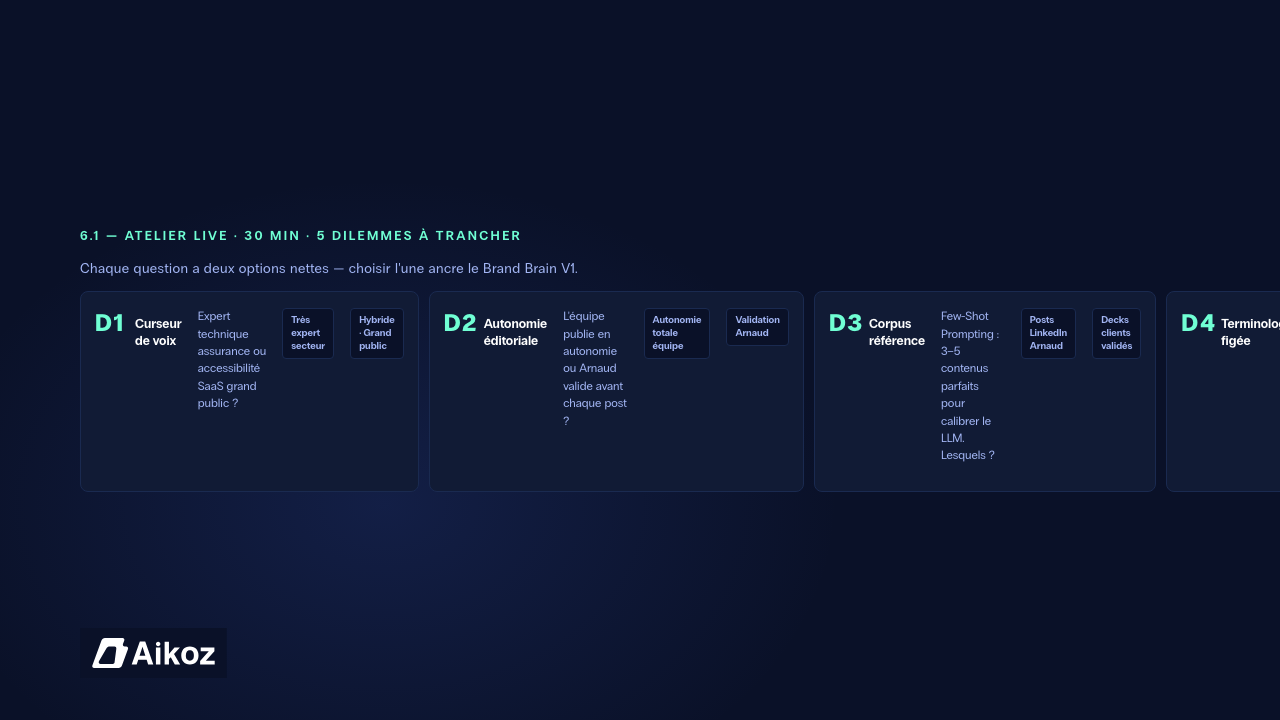 6.1 — ATELIER LIVE · 30 MIN · 5 DILEMMES À TRANCHER
Chaque question a deux options nettes — choisir l'une ancre le Brand Brain V1.
D1
Curseur
de voix
Expert
technique
assurance ou
accessibilité
SaaS grand
public ?
Très
expert
secteur
Hybride
· Grand
public
D2
Autonomie
éditoriale
L'équipe
publie en
autonomie
ou Arnaud
valide avant
chaque post
?
Autonomie
totale
équipe
Validation
Arnaud
D3
Corpus
référence
Few-Shot
Prompting :
3–5
contenus
parfaits
pour
calibrer le
LLM.
Lesquels ?
Posts
LinkedIn
Arnaud
Decks
clients
validés
D4
Terminolo
figée
Aikoz